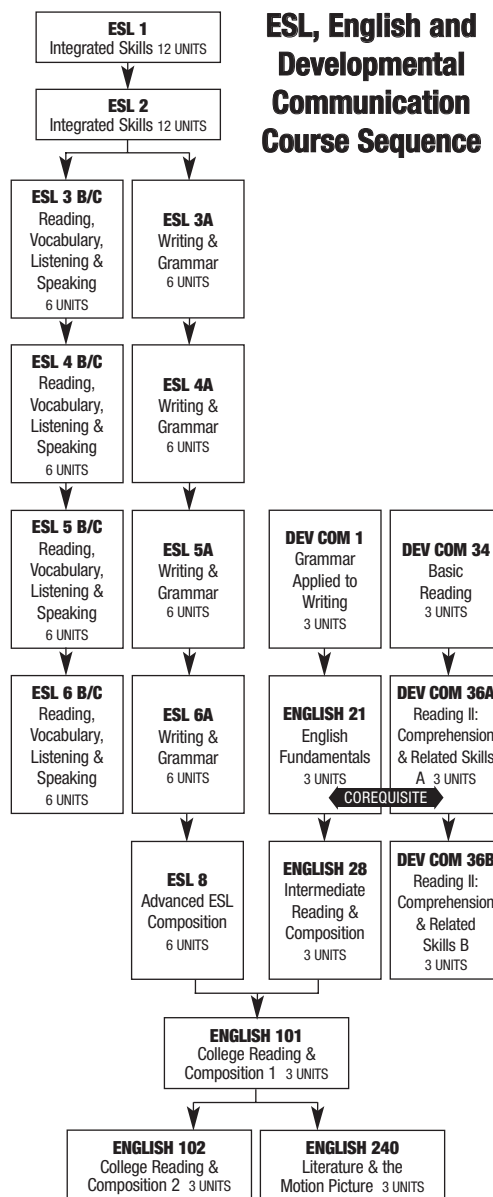 ESL, English and
Developmental
Communication
Course Sequence
ESL 1
Integrated Skills 12 UNITS
ESL 2
Integrated Skills 12 UNITS
ESL 3 B/C
Reading,
Vocabulary,
Listening &
Speaking
6 UNITS
ESL 3A
Writing &
Grammar
6 UNITS
ESL 4 B/C
Reading,
Vocabulary,
Listening &
Speaking
6 UNITS
ESL 4A
Writing &
Grammar
6 UNITS
ESL 5 B/C
Reading,
Vocabulary,
Listening &
Speaking
6 UNITS
ESL 5A
Writing &
Grammar
6 UNITS
DEV COM 1
Grammar
Applied to
Writing
3 UNITS
DEV COM 34
Basic
Reading
3 UNITS
ESL 6 B/C
Reading,
Vocabulary,
Listening &
Speaking
6 UNITS
ESL 6A
Writing &
Grammar
6 UNITS
ENGLISH 21
English
Fundamentals
3 UNITS
DEV COM 36A
Reading II:
Comprehension
& Related Skills
A 3 UNITS
COREQUISITE
ESL 8
Advanced ESL
Composition
6 UNITS
ENGLISH 28
Intermediate
Reading &
Composition
3 UNITS
DEV COM 36B
Reading II:
Comprehension
& Related
Skills B
3 UNITS
ENGLISH 101
College Reading &
Composition 1 3 UNITS
ENGLISH 102
College Reading &
Composition 2 3 UNITS
ENGLISH 240
Literature & the
Motion Picture 3 UNITS